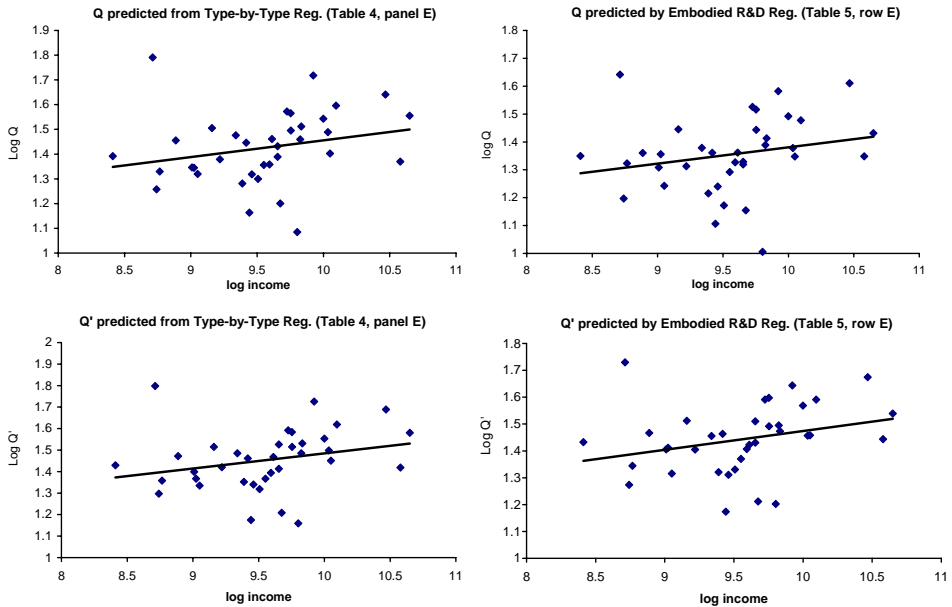 Q predicted from Type-by-Type Reg. (Table 4, panel E)
1.9
1.8
1.7
1.6
1.5
1.4
1.3
1.2
1.1
1
Log Q
8 8.5 9 9.5 10 10.5 11
log income
Q predicted by Embodied R&D Reg. (Table 5, row E)
1.8
1.7
1.6
1.5
1.4
1.3
1.2
1.1
1
log Q
8 8.5 9 9.5 10 10.5 11
log income
Q' predicted from Type-by-Type Reg. (Table 4, panel E)
2
1.9
1.8
1.7
1.6
1.5
1.4
1.3
1.2
1.1
1
Log Q'
8 8.5 9 9.5 10 10.5 11
log income
Q' predicted by Embodied R&D Reg. (Table 5, row E)
1.8
1.7
1.6
1.5
1.4
1.3
1.2
1.1
1
Log Q'
8 8.5 9 9.5 10 10.5 11
log income